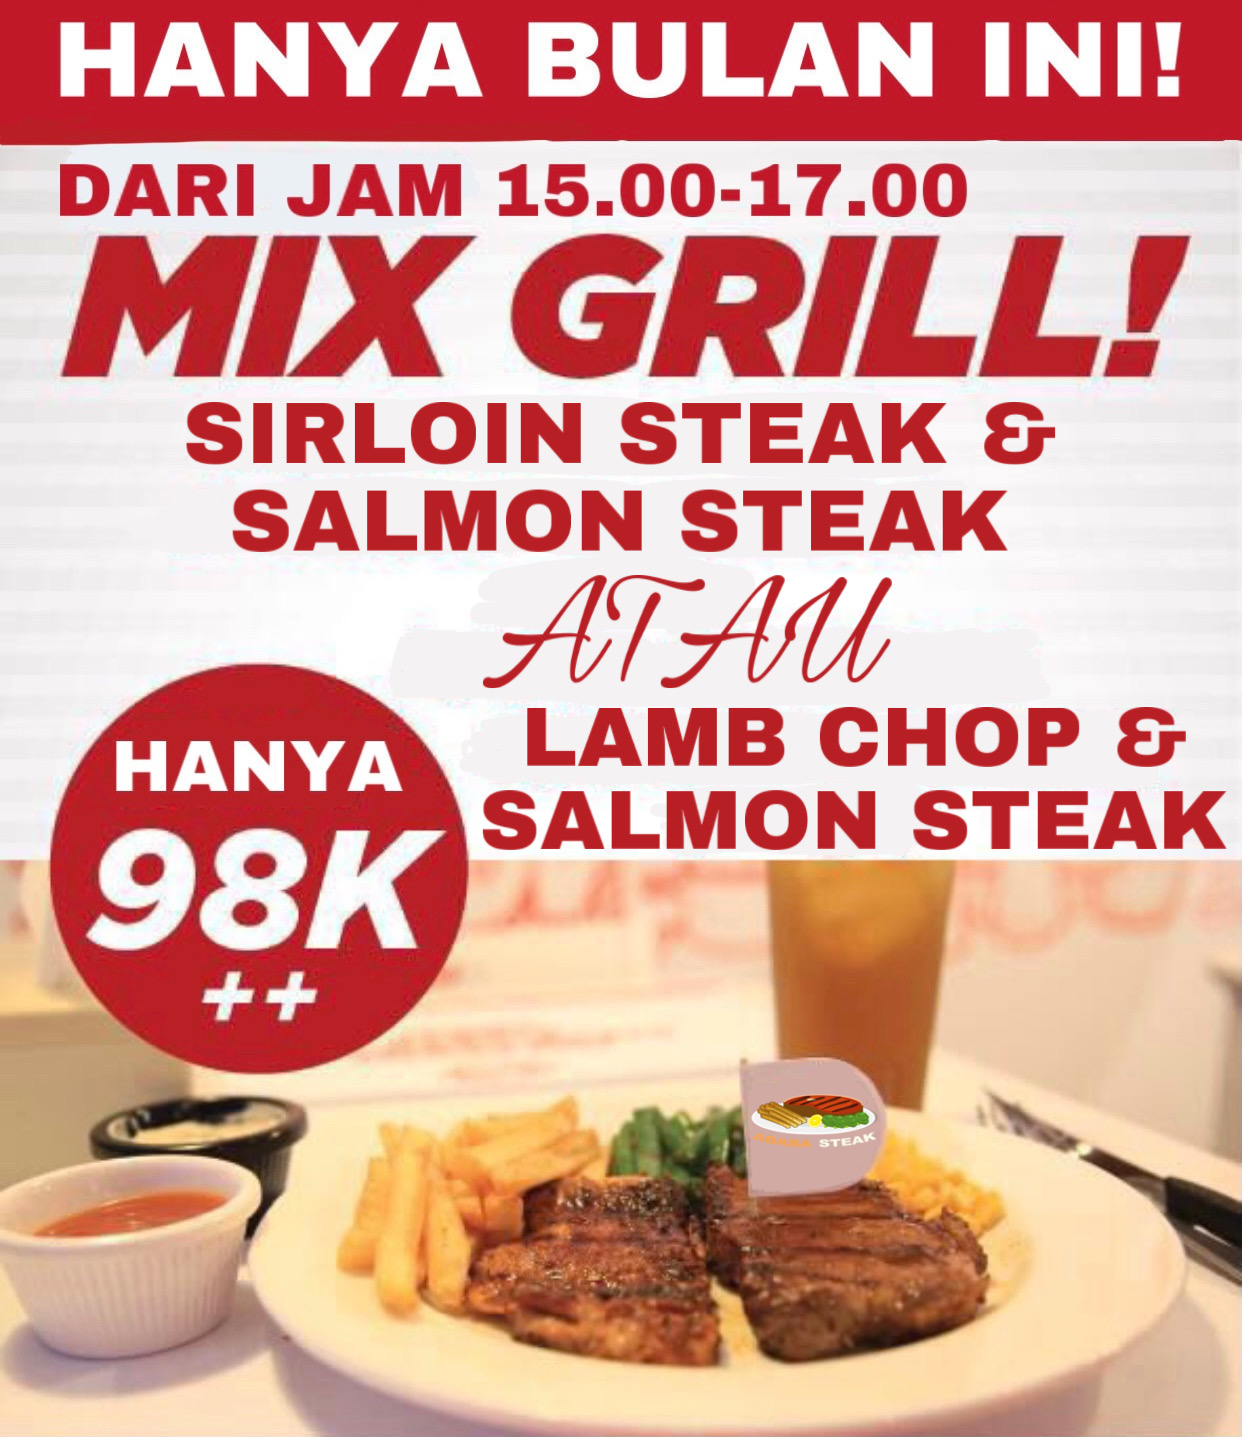 HANYA BULAN INI!
DARI JAM 15.00-17.00
MIX GRILL!
SIRLOIN STEAK &
SALMON STEAK
ATAU
LAMB CHOP &
SALMON STEAK
HANYA
98K
++
STEAK